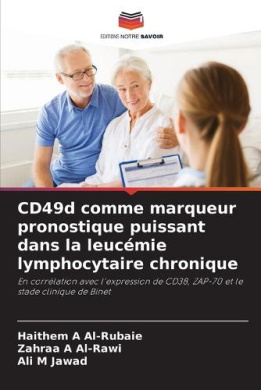 EDITIONS NOTRE SAVOIR
CD49d comme marqueur
pronostique puissant
dans la leucémie
lymphocytaire chronique
En corrélation avec l'expression de CD38, ZAP-70 et le
stade clinique de Binet
Haithem A Al-Rubaie
Zahraa A Al-Rawi
Ali M Jawad